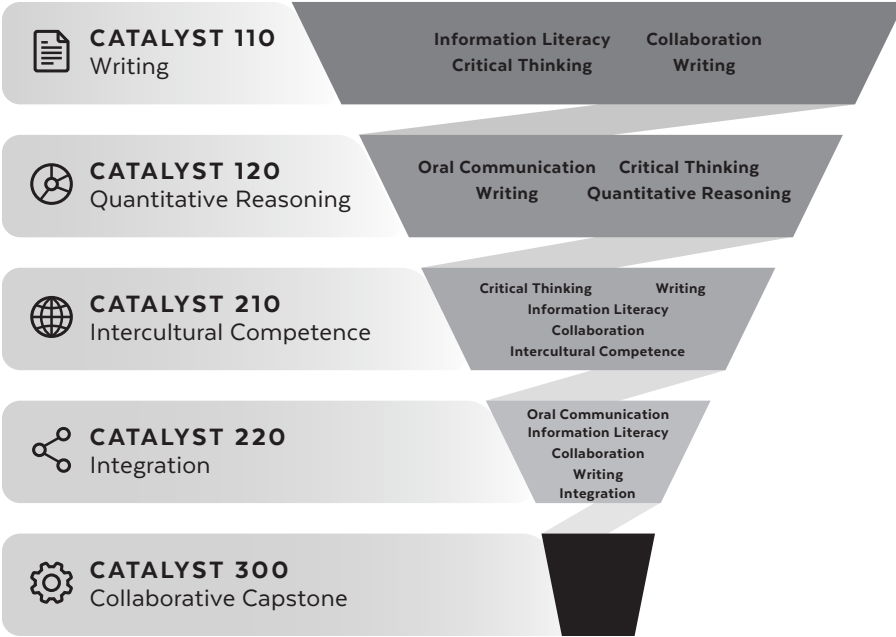 CATALYST 110
Writing
Information Literacy Collaboration
Critical Thinking Writing
CATALYST 120
Quantitative Reasoning
Oral Communication Critical Thinking
Writing Quantitative Reasoning
CATALYST 210
Intercultural Competence
Critical Thinking Writing
Information Literacy
Collaboration
Intercultural Competence
CATALYST 220
Integration
Oral Communication
Information Literacy
Collaboration
Writing
Integration
CATALYST 300
Collaborative Capstone